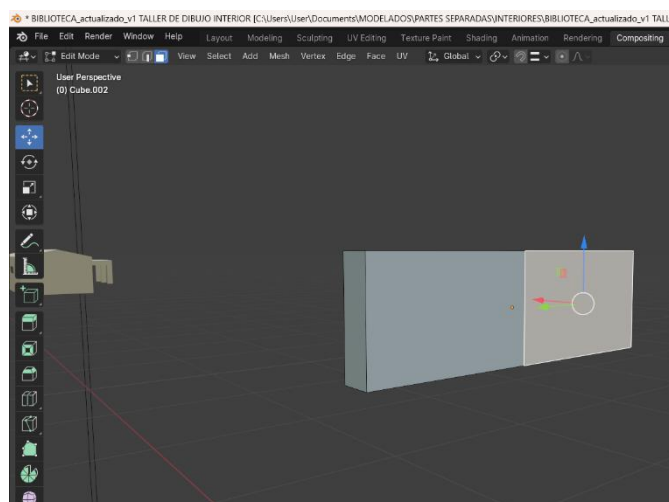 * BIBLIOTECA_actualizado_v1 TALLER DE DIBUJO INTERIOR [C:\Users\User\Documents\MODELADOS\PARTES SEPARADAS\INTERIORES\BIBLIOTECA_actualizado_v1 TALL
File Edit Render Window Help Layout Modeling Sculpting UV Editing Texture Paint Shading Animation Rendering Compositing
Edit Mode View Select Add Mesh Vertex Edge Face UV Global
User Perspective
(0) Cube.002